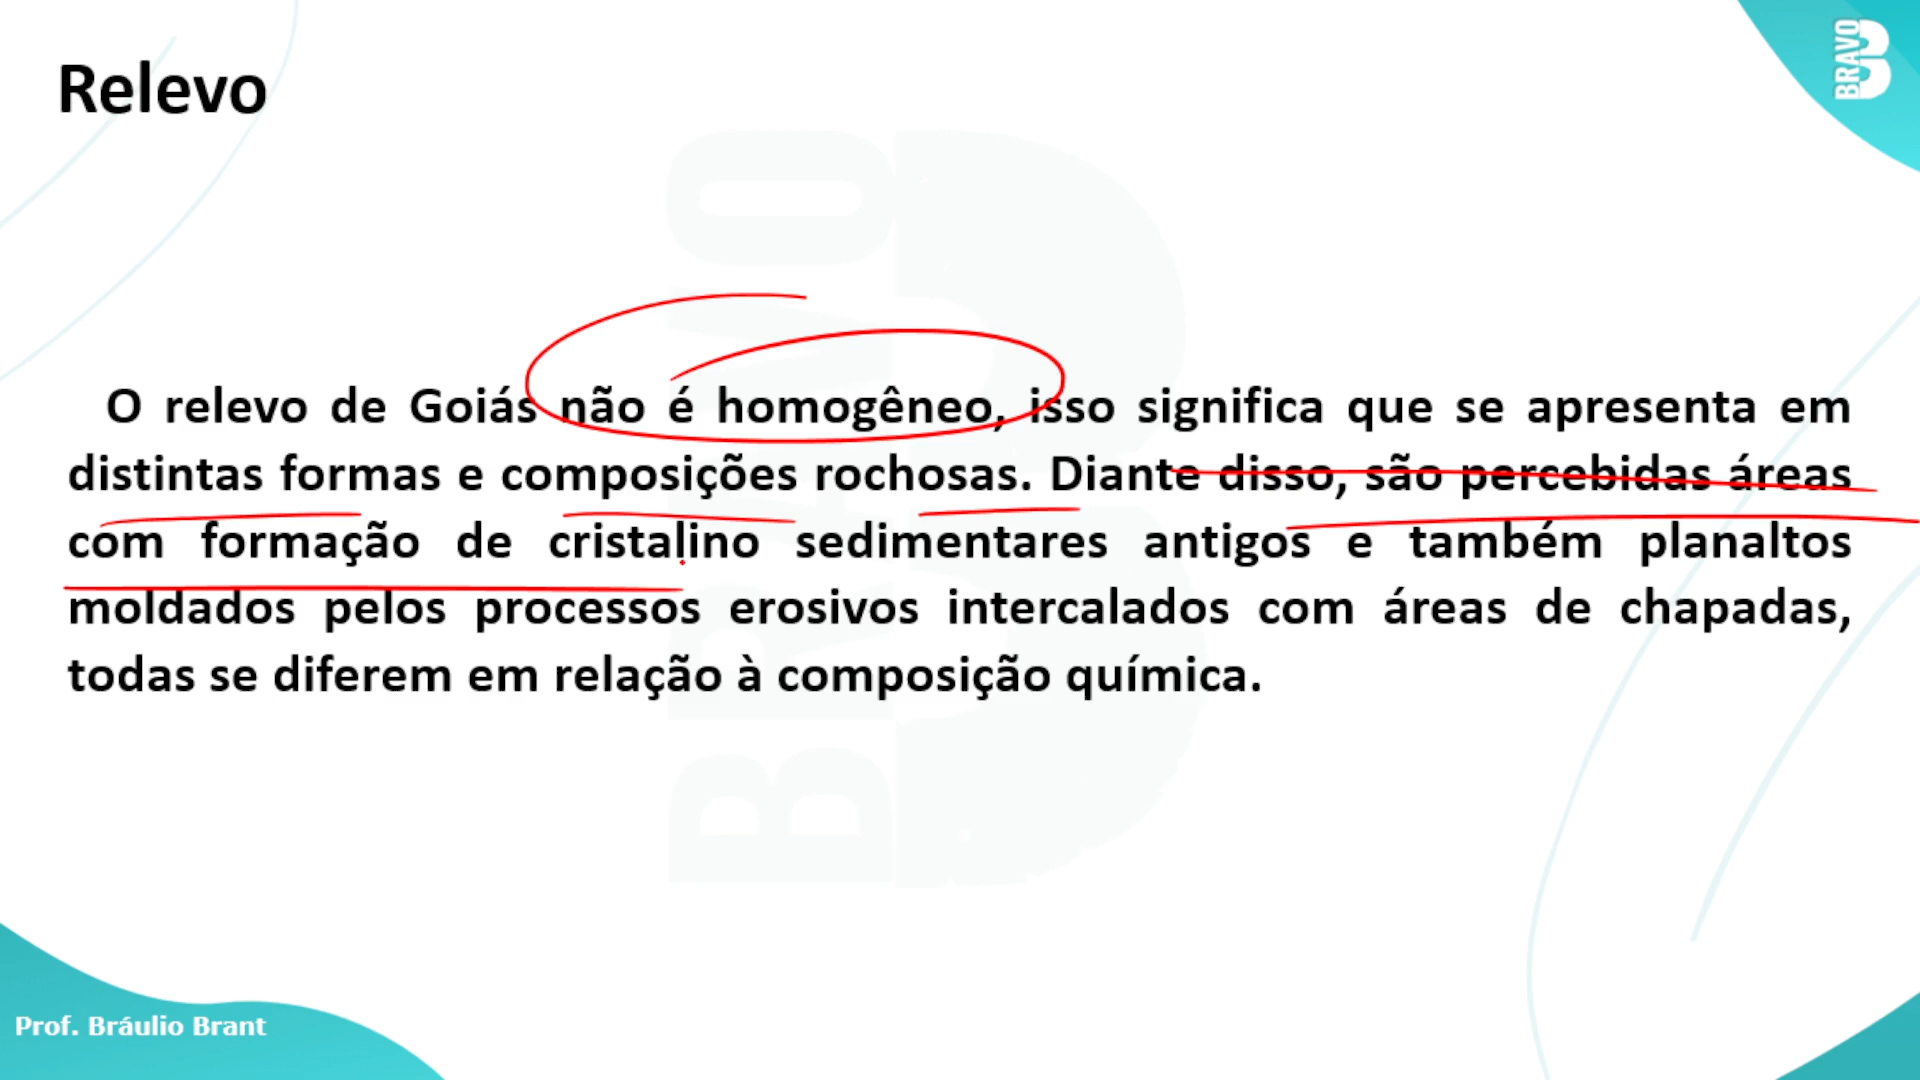 BRAVO
Relevo
O relevo de Goiás não é homogêneo, isso significa que se apresenta em
distintas formas e composições rochosas. Diante disso, são percebidas áreas
com formação de cristalino sedimentares antigos e também planaltos
moldados pelos processos erosivos intercalados com áreas de chapadas,
todas se diferem em relação à composição química.
BRAVO
Prof. Bráulio Brant